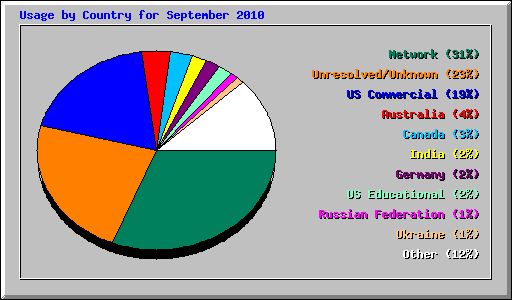 Usage by Country for September 2010
Network (31%)
Unresolved/Unknown (23%)
US Commercial (19%)
Australia (4%)
Canada (3%)
India (2%)
Germany (2%)
US Educational (2%)
Russian Federation (1%)
Ukraine (1%)
Other (12%)